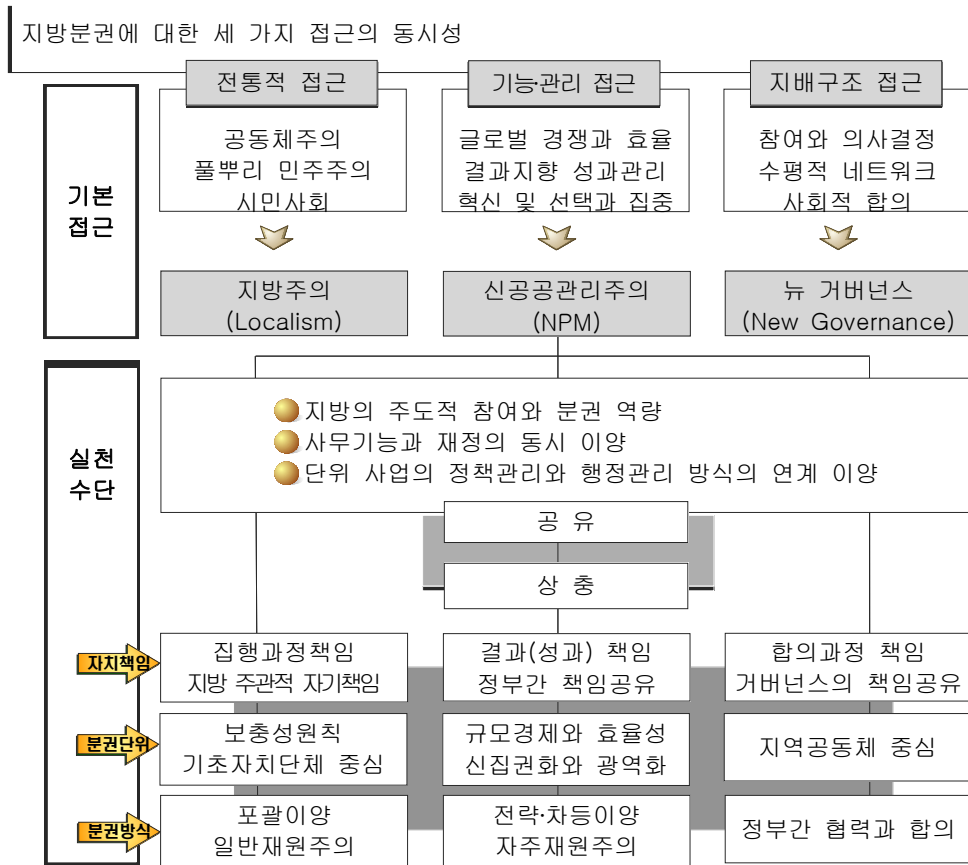 지방분권에 대한 세 가지 접근의 동시성
전통적 접근
기능·관리 접근
지배구조 접근
기본
접근
공동체주의
풀뿌리 민주주의
시민사회
글로벌 경쟁과 효율
결과지향 성과관리
혁신 및 선택과 집중
참여와 의사결정
수평적 네트워크
사회적 합의
지방주의
(Localism)
신공공관리주의
(NPM)
뉴 거버넌스
(New Governance)
실천
수단
지방의 주도적 참여와 분권 역량
사무기능과 재정의 동시 이양
단위 사업의 정책관리와 행정관리 방식의 연계 이양
공 유
상 충
자치책임
집행과정책임
지방 주관적 자기책임
결과(성과) 책임
정부간 책임공유
합의과정 책임
거버넌스의 책임공유
분권단위
보충성원칙
기초자치단체 중심
규모경제와 효율성
신집권화와 광역화
지역공동체 중심
분권방식
포괄이양
일반재원주의
전략·차등이양
자주재원주의
정부간 협력과 합의